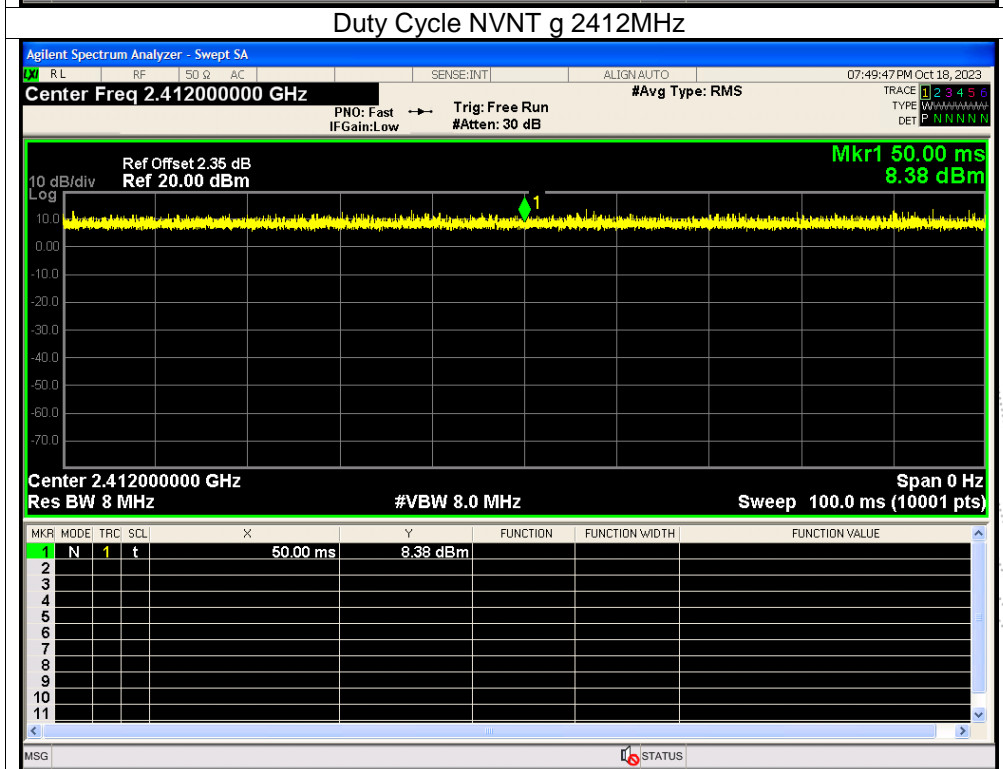 Duty Cycle NVNT g 2412MHz
Agilent Spectrum Analyzer - Swept SA
LXI RL RF 50 Ω AC SENSE:INT ALIGN AUTO 07:49:47 PM Oct 18, 2023
Center Freq 2.412000000 GHz #Avg Type: RMS TRACE 1 2 3 4 5 6
PNO: Fast Trig: Free Run TYPE WWWWWW
IFGain:Low #Atten: 30 dB DET P N N N N N
Mkr1 50.00 ms
8.38 dBm
Ref Offset 2.35 dB
10 dB/div Ref 20.00 dBm
Log
1
10.0
0.00
-10.0
-20.0
-30.0
-40.0
-50.0
-60.0
-70.0
Center 2.412000000 GHz Span 0 Hz
Res BW 8 MHz #VBW 8.0 MHz Sweep 100.0 ms (10001 pts)
MKR MODE TRC SCL X Y FUNCTION FUNCTION WIDTH FUNCTION VALUE
1 N 1 t 50.00 ms 8.38 dBm
2
3
4
5
6
7
8
9
10
11
MSG STATUS